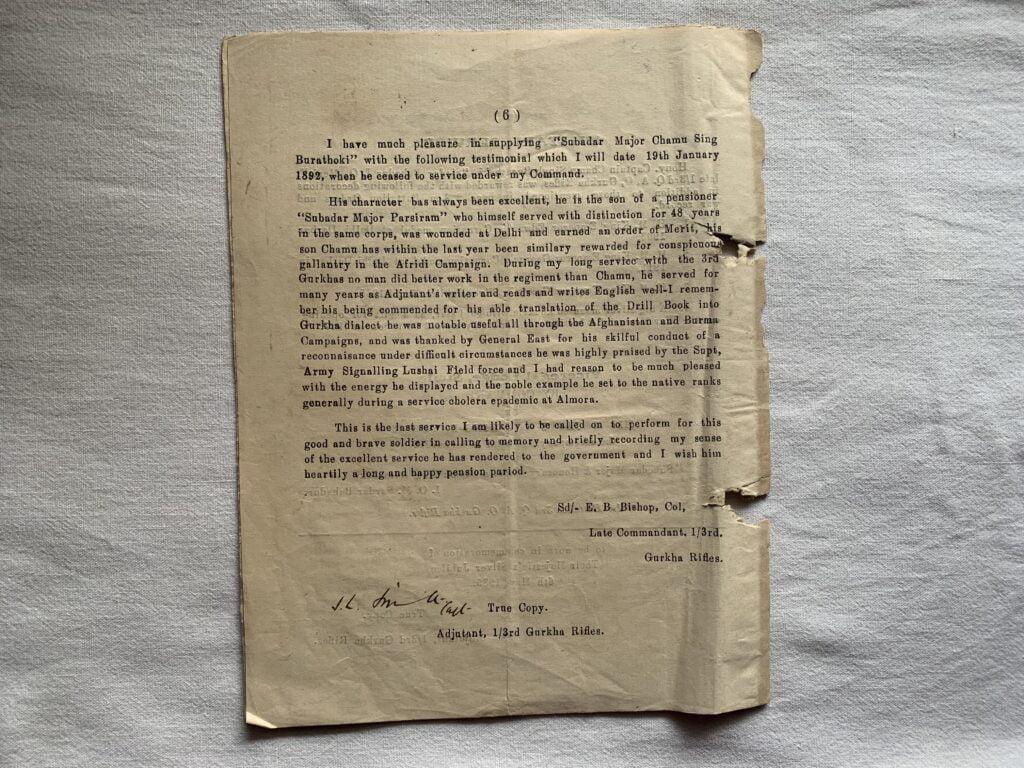 ( 6 )
I have much pleasure in supplying "Subadar Major Chamu Sing
Burathoki" with the following testimonial which I will date 19th January
1892, when he ceased to service under my Command.
His character bas always been excellent, he is the son of a pensioner
"Subadar Major Parsiram" who himself served with distinction for 48 years
in the same corps, was wounded at Delhi and earned an order of Merit, his
son Chamu has within the last year been similary rewarded for conspicuous
gallantry in the Afridi Campaign. During my long service with the 3rd
Gurkhas no man did better work in the regiment than Chamu, he served for
many years as Adjutant's writer and reads and writes English well-I remem-
ber his being commended for his able translation of the Drill Book into
Gurkha dialect he was notable useful all through the Afghanistan and Burma
Campaigns, and was thanked by General East for his skilful conduct of a
reconnaisance under difficult circumstances he was highly praised by the Supt,
Army Signalling Lushai Field force and I had reason to be much pleased
with the energy he displayed and the noble example he set to the native ranks
generally during a service cholera epademic at Almora.
This is the last service I am likely to be called on to perform for this
good and brave soldier in calling to memory and briefly recording my sense
of the excellent service he has rendered to the government and I wish him
heartily a long and happy pension period.
Sd/- E. B. Bishop, Col,
Late Commandant, 1/3rd.
Gurkha Rifles.
Capt- True Copy.
Adjutant, 1/3rd Gurkha Rifles.